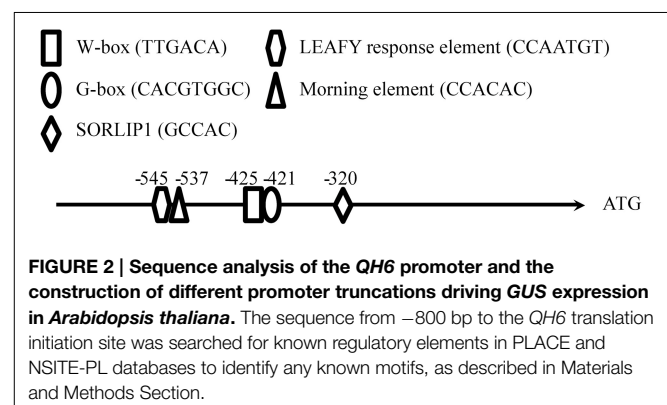 W-box (TTGACA)
LEAFY response element (CCAATGT)
G-box (CACGTGGC)
Morning element (CCACAC)
SORLIP1 (GCCAC)
-545 -537 -425 -421 -320
ATG
FIGURE 2 | Sequence analysis of the QH6 promoter and the
construction of different promoter truncations driving GUS expression
in Arabidopsis thaliana. The sequence from −800 bp to the QH6 translation
initiation site was searched for known regulatory elements in PLACE and
NSITE-PL databases to identify any known motifs, as described in Materials
and Methods Section.